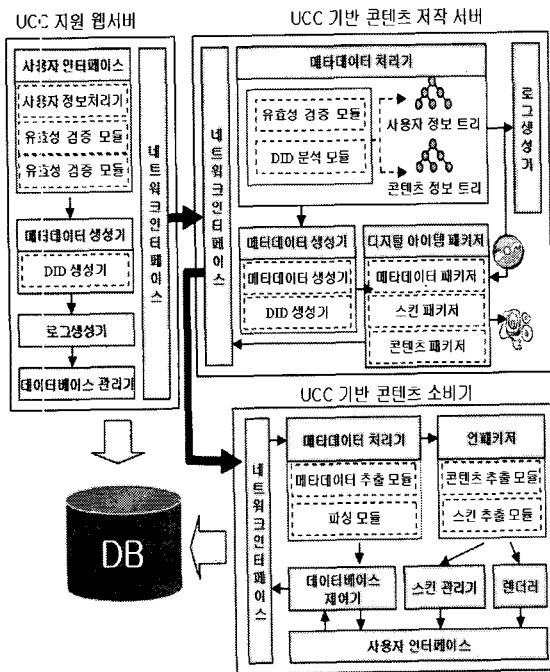 UCC 지원 웹서버
사용자 인터페이스
사용자 정보처리기
유효성 검증 모듈
유효성 검증 모듈
메터데이터 생성기
DID 생성기
로그생성기
데이터베이스 관리기
네트워크인터페이스
UCC 기반 콘텐츠 저작 서버
네트워크인터페이스
메타데이터 처리기
유효성 검증 모듈
DID 분석 모듈
사용자 정보 트리
콘텐츠 정보 트리
로그생성기
메터데이터 생성기
메타데이터 생성기
DID 생성기
디지털 아이템 패키저
메타데이터 패키저
스킨 패키저
콘텐츠 패키저
UCC 기반 콘텐츠 소비기
네트워크인터페이스
메타데이터 처리기
메타데이터 추출 모듈
파싱 모듈
언패키저
콘텐츠 추출 모듈
스킨 추출 모듈
데이터베이스
제어기
스킨 관리기
렌더러
사용자 인터페이스
DB